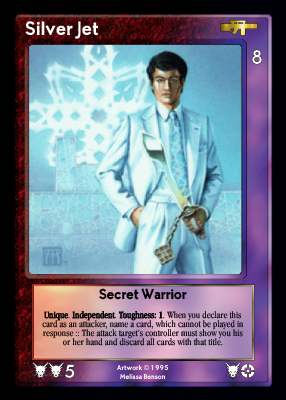 Silver Jet
8
Secret Warrior
Unique. Independent. Toughness: 1. When you declare this
card as an attacker, name a card, which cannot be played in
response :: The attack target's controller must show you his
or her hand and discard all cards with that title.
5
Artwork © 1995
Melissa Benson